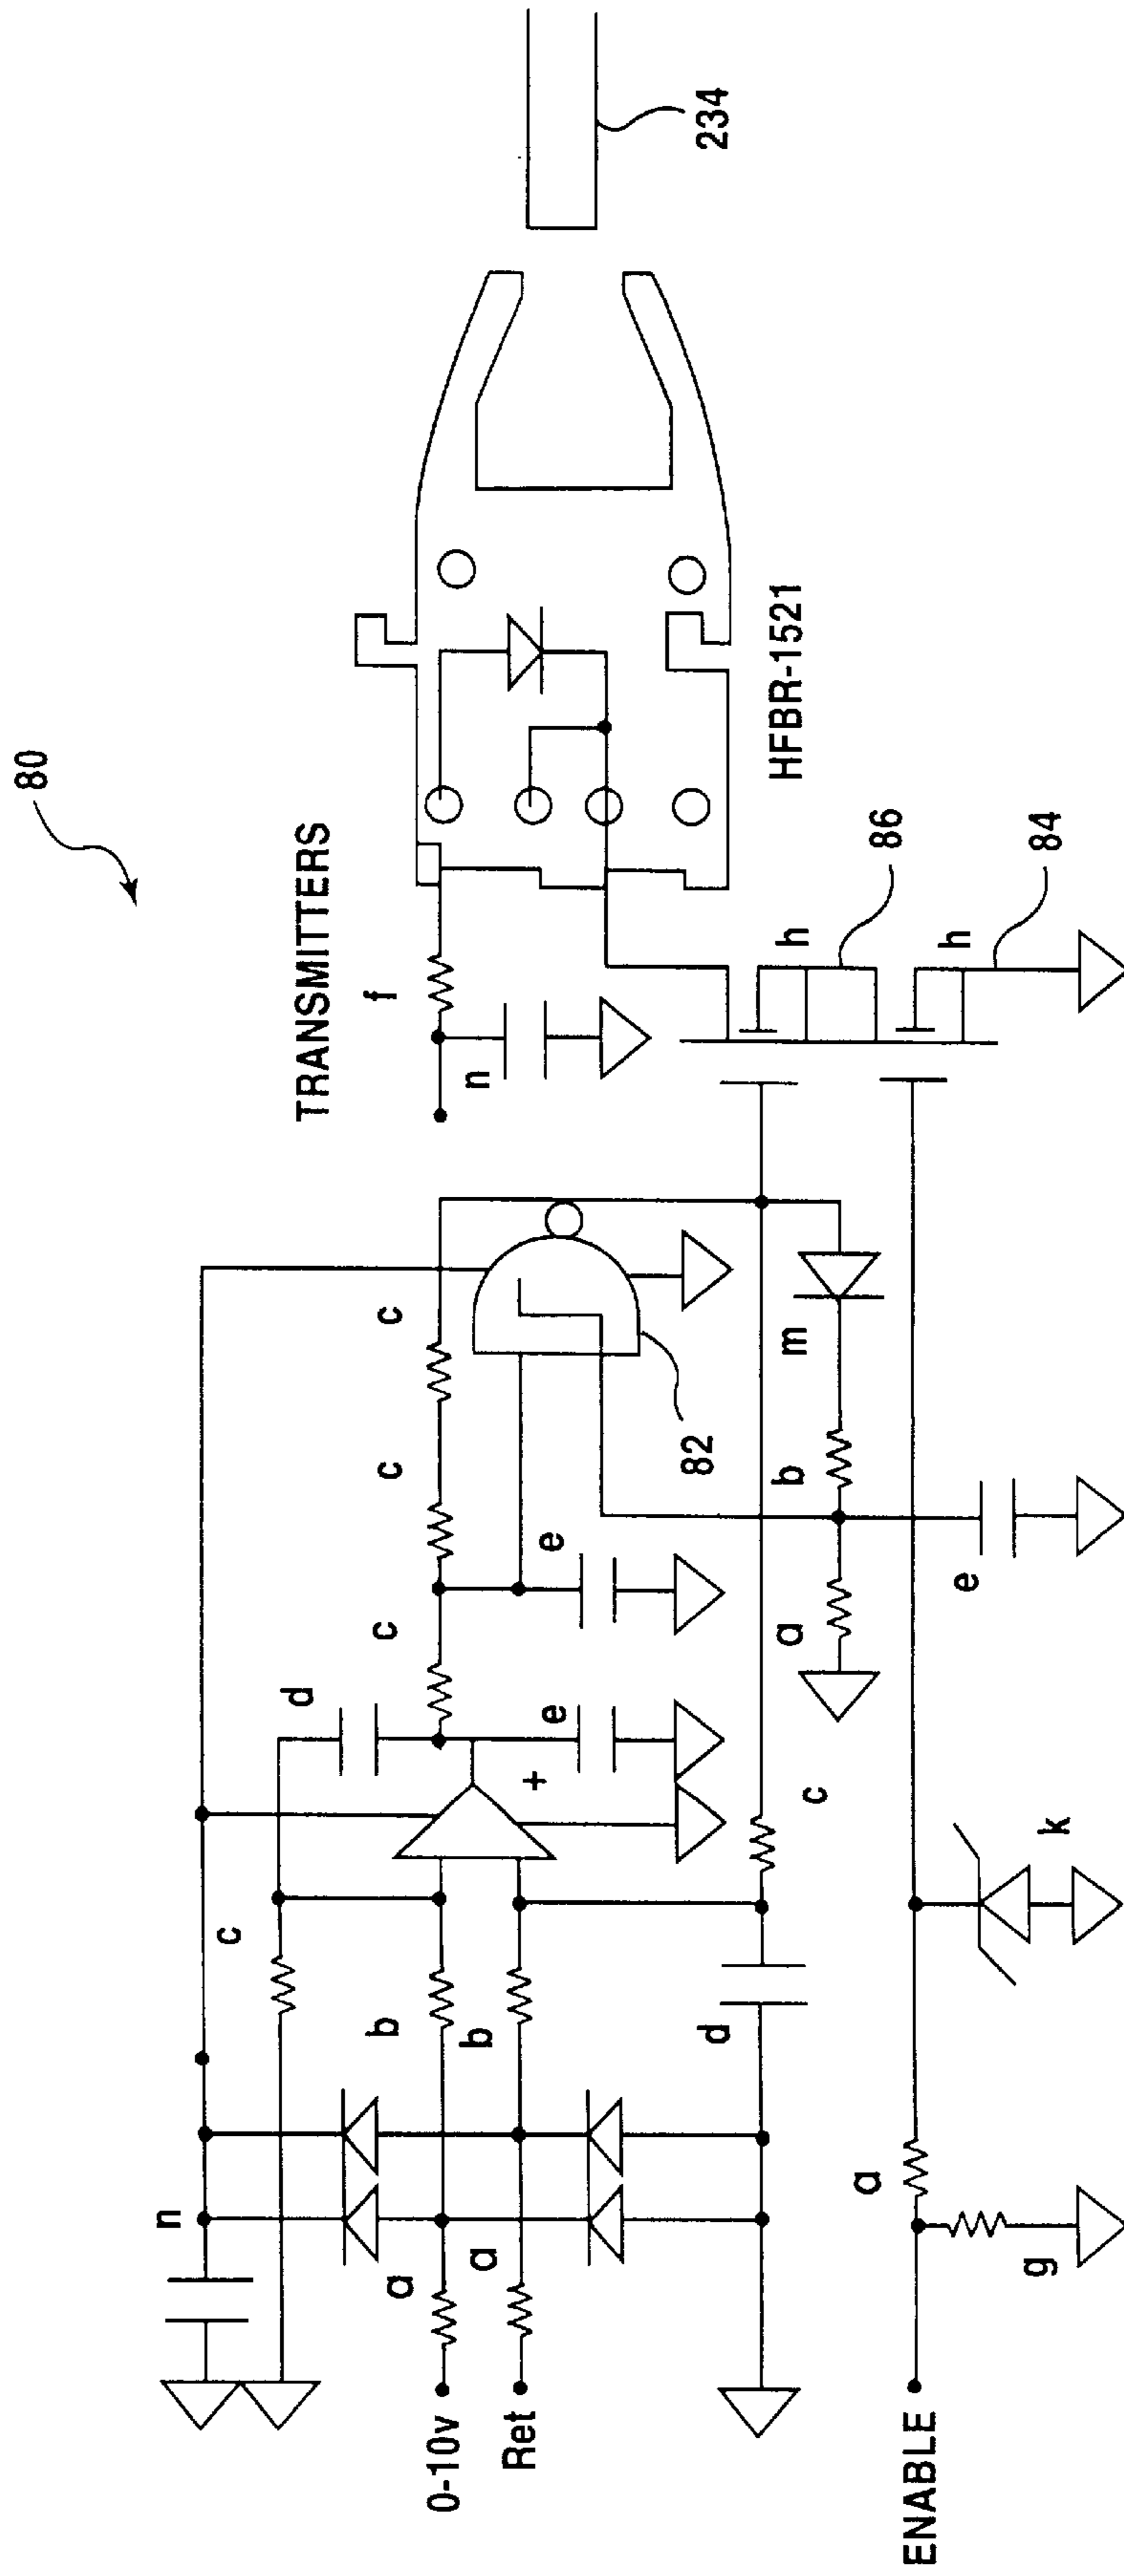 80
TRANSMITTERS
n
c
d
c
c
c
f
n
234
0-10v
a
b
Ret
a
b
+
e
e
82
HFBR-1521
d
c
a
b
m
h
86
h
84
ENABLE
g
a
k
e